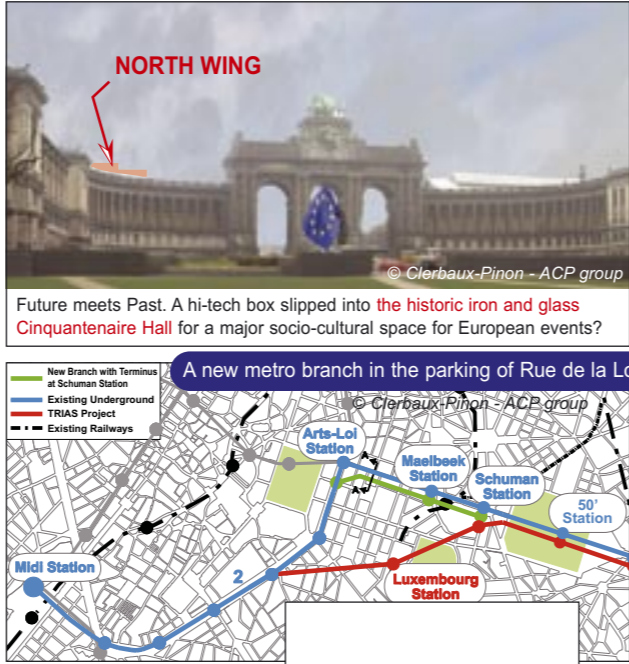 NORTH WING
© Clerbaux-Pinon - ACP group
Future meets Past. A hi-tech box slipped into the historic iron and glass
Cinquantenaire Hall for a major socio-cultural space for European events?
A new metro branch in the parking of Rue de la Lo
© Clerbaux-Pinon - ACP group
New Branch with Terminus
at Schuman Station
Existing Underground
TRIAS Project
Existing Railways
Arts-Loi
Station
A
A
Maelbeek
Station
Schuman
Station
50'
Station
Midi Station
2
Luxembourg
Station